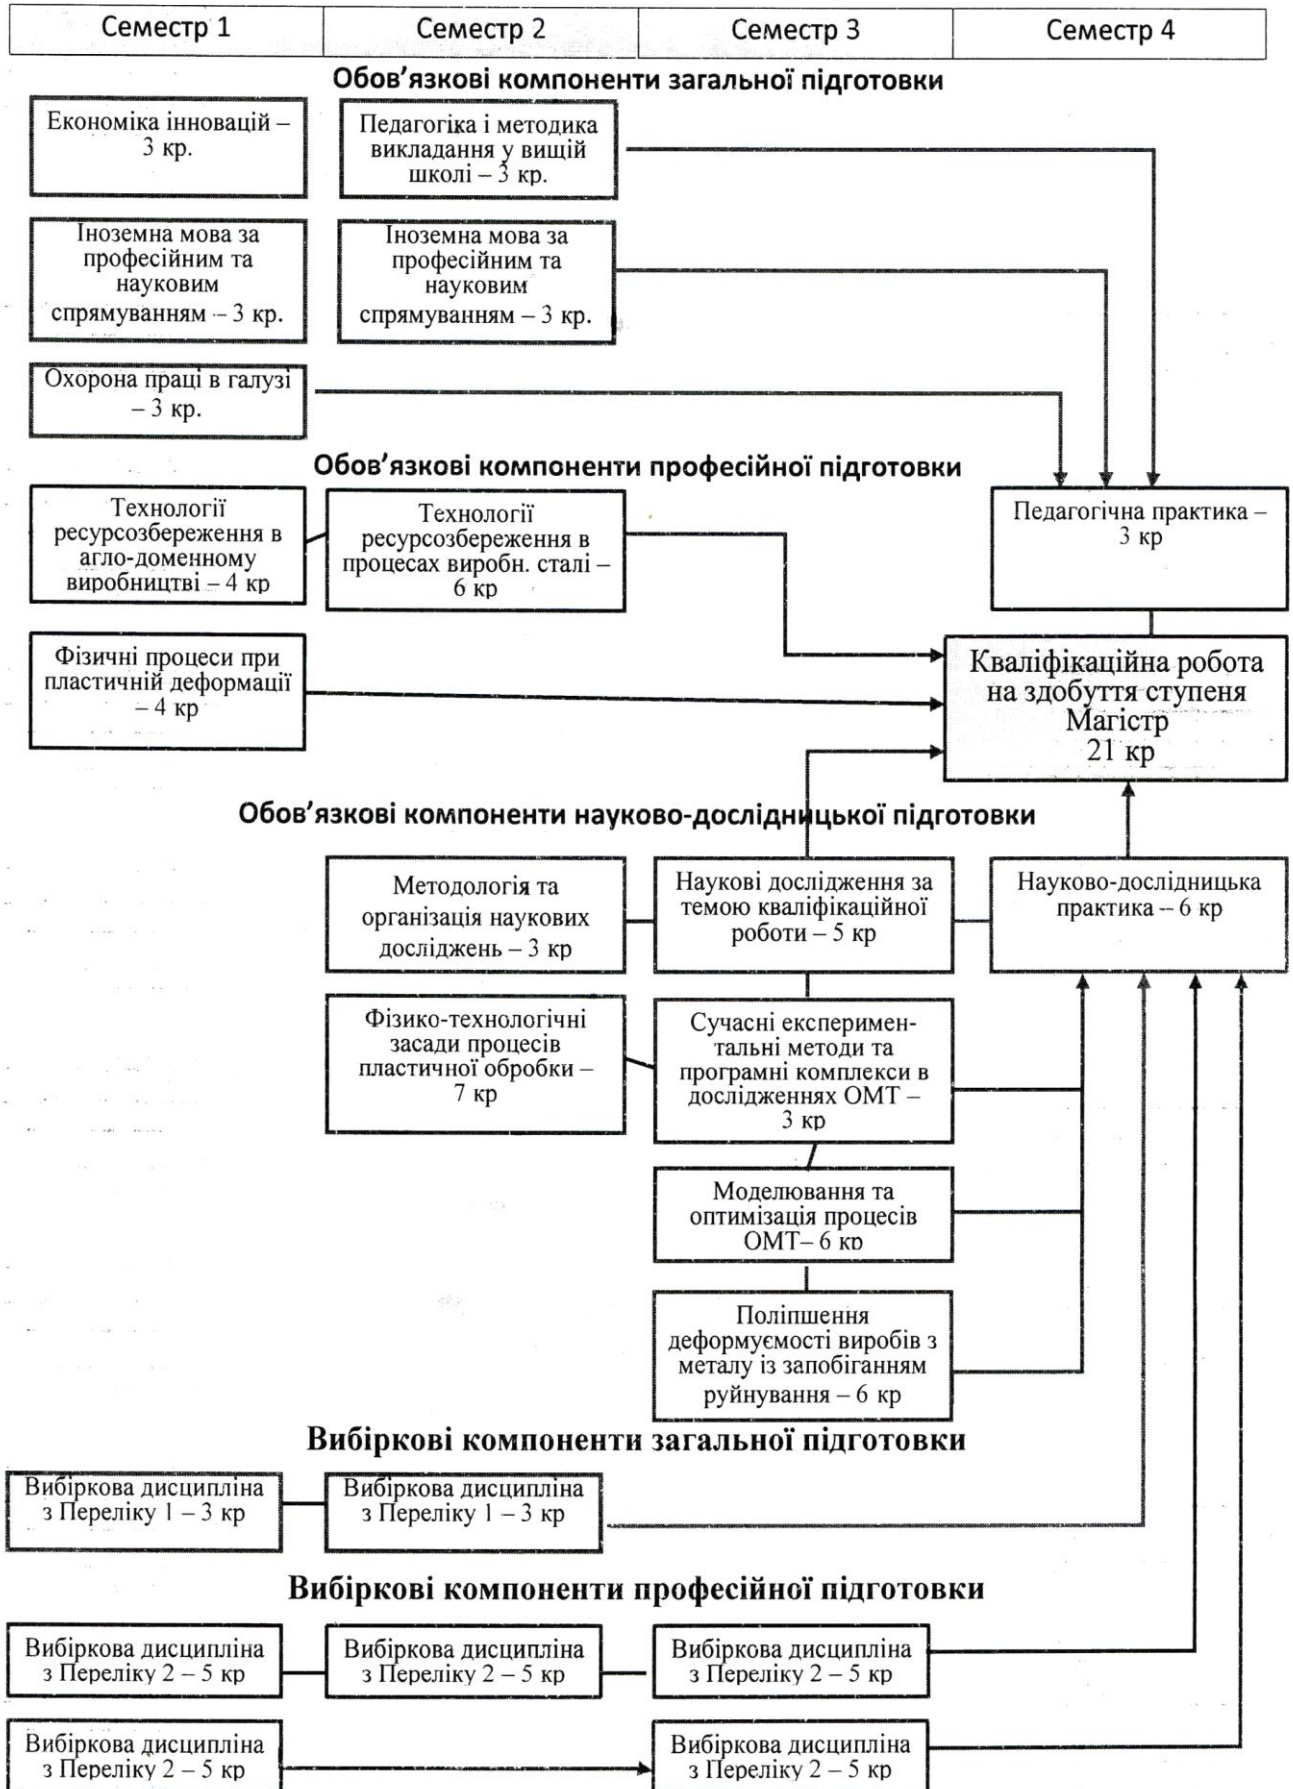 Семестр 1
Семестр 2
Семестр 3
Семестр 4
Обов’язкові компоненти загальної підготовки
Економіка інновацій –
3 кр.
Педагогіка і методика
викладання у вищій
школі – 3 кр.
Іноземна мова за
професійним та
науковим
спрямуванням – 3 кр.
Іноземна мова за
професійним та
науковим
спрямуванням – 3 кр.
Охорона праці в галузі
– 3 кр.
Обов’язкові компоненти професійної підготовки
Технології
ресурсозбереження в
агло-доменному
виробництві – 4 кр
Технології
ресурсозбереження в
процесах виробн. сталі –
6 кр
Педагогічна практика –
3 кр
Фізичні процеси при
пластичній деформації
– 4 кр
Кваліфікаційна робота
на здобуття ступеня
Магістр
21 кр
Обов’язкові компоненти науково-дослідницької підготовки
Методологія та
організація наукових
досліджень – 3 кр
Наукові дослідження за
темою кваліфікаційної
роботи – 5 кр
Науково-дослідницька
практика – 6 кр
Фізико-технологічні
засади процесів
пластичної обробки –
7 кр
Сучасні експеримен-
тальні методи та
програмні комплекси в
дослідженнях ОМТ –
3 кр
Моделювання та
оптимізація процесів
ОМТ– 6 кр
Поліпшення
деформуємості виробів з
металу із запобіганням
руйнування – 6 кр
Вибіркові компоненти загальної підготовки
Вибіркова дисципліна
з Переліку 1 – 3 кр
Вибіркова дисципліна
з Переліку 1 – 3 кр
Вибіркові компоненти професійної підготовки
Вибіркова дисципліна
з Переліку 2 – 5 кр
Вибіркова дисципліна
з Переліку 2 – 5 кр
Вибіркова дисципліна
з Переліку 2 – 5 кр
Вибіркова дисципліна
з Переліку 2 – 5 кр
Вибіркова дисципліна
з Переліку 2 – 5 кр